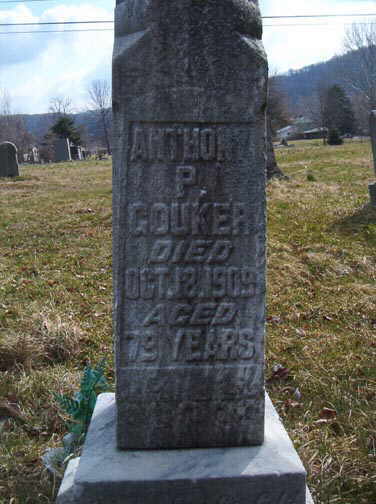 ANTHONY
P.
GOUKER
DIED
OCT. 12, 1909
AGED
79 YEARS